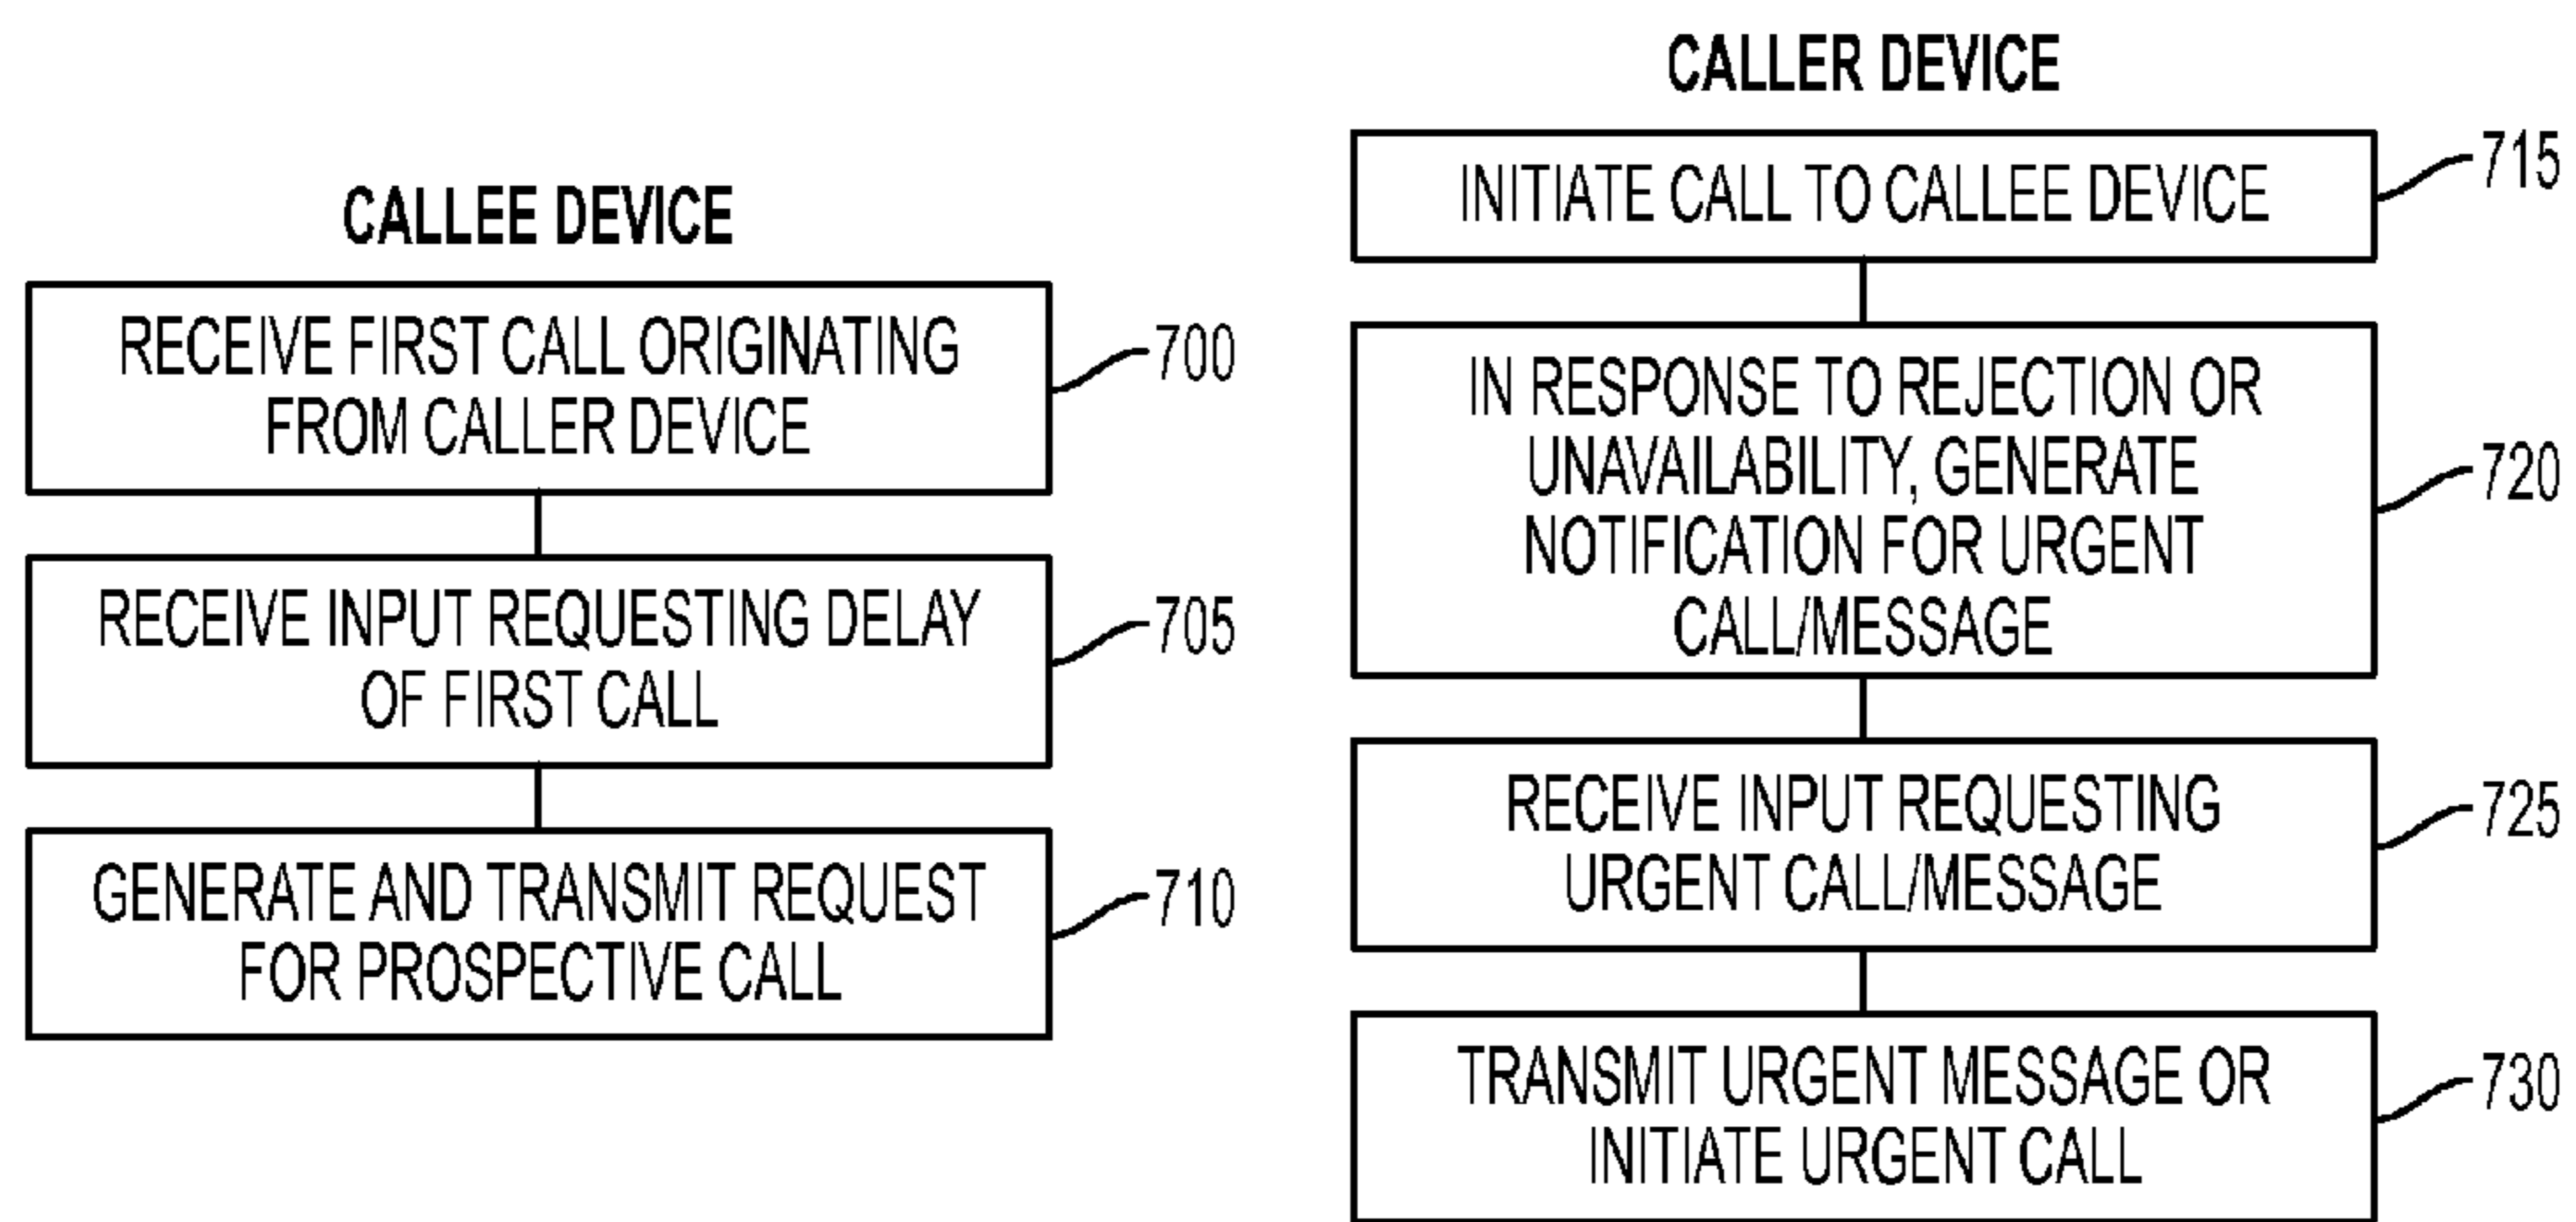 CALLEE DEVICE
RECEIVE FIRST CALL ORIGINATING
FROM CALLER DEVICE
700
RECEIVE INPUT REQUESTING DELAY
OF FIRST CALL
705
GENERATE AND TRANSMIT REQUEST
FOR PROSPECTIVE CALL
710
CALLER DEVICE
INITIATE CALL TO CALLEE DEVICE
715
IN RESPONSE TO REJECTION OR
UNAVAILABILITY, GENERATE
NOTIFICATION FOR URGENT
CALL/MESSAGE
720
RECEIVE INPUT REQUESTING
URGENT CALL/MESSAGE
725
TRANSMIT URGENT MESSAGE OR
INITIATE URGENT CALL
730